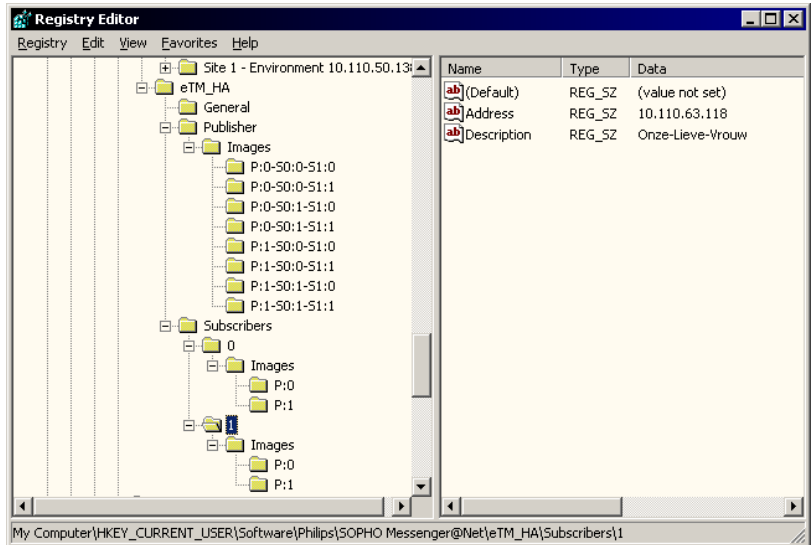 Registry Editor
Registry Edit View Favorites Help
Site 1 - Environment 10.110.50.13
eTM_HA
General
Publisher
Images
P:0-S0:0-S1:0
P:0-S0:0-S1:1
P:0-S0:1-S1:0
P:0-S0:1-S1:1
P:1-S0:0-S1:0
P:1-S0:0-S1:1
P:1-S0:1-S1:0
P:1-S0:1-S1:1
Subscribers
0
Images
P:0
P:1
1
Images
P:0
P:1
Name Type Data
ab (Default) REG_SZ (value not set)
ab Address REG_SZ 10.110.63.118
ab Description REG_SZ Onze-Lieve-Vrouw
My Computer\HKEY_CURRENT_USER\Software\Philips\SOPHO Messenger@Net\eTM_HA\Subscribers\1